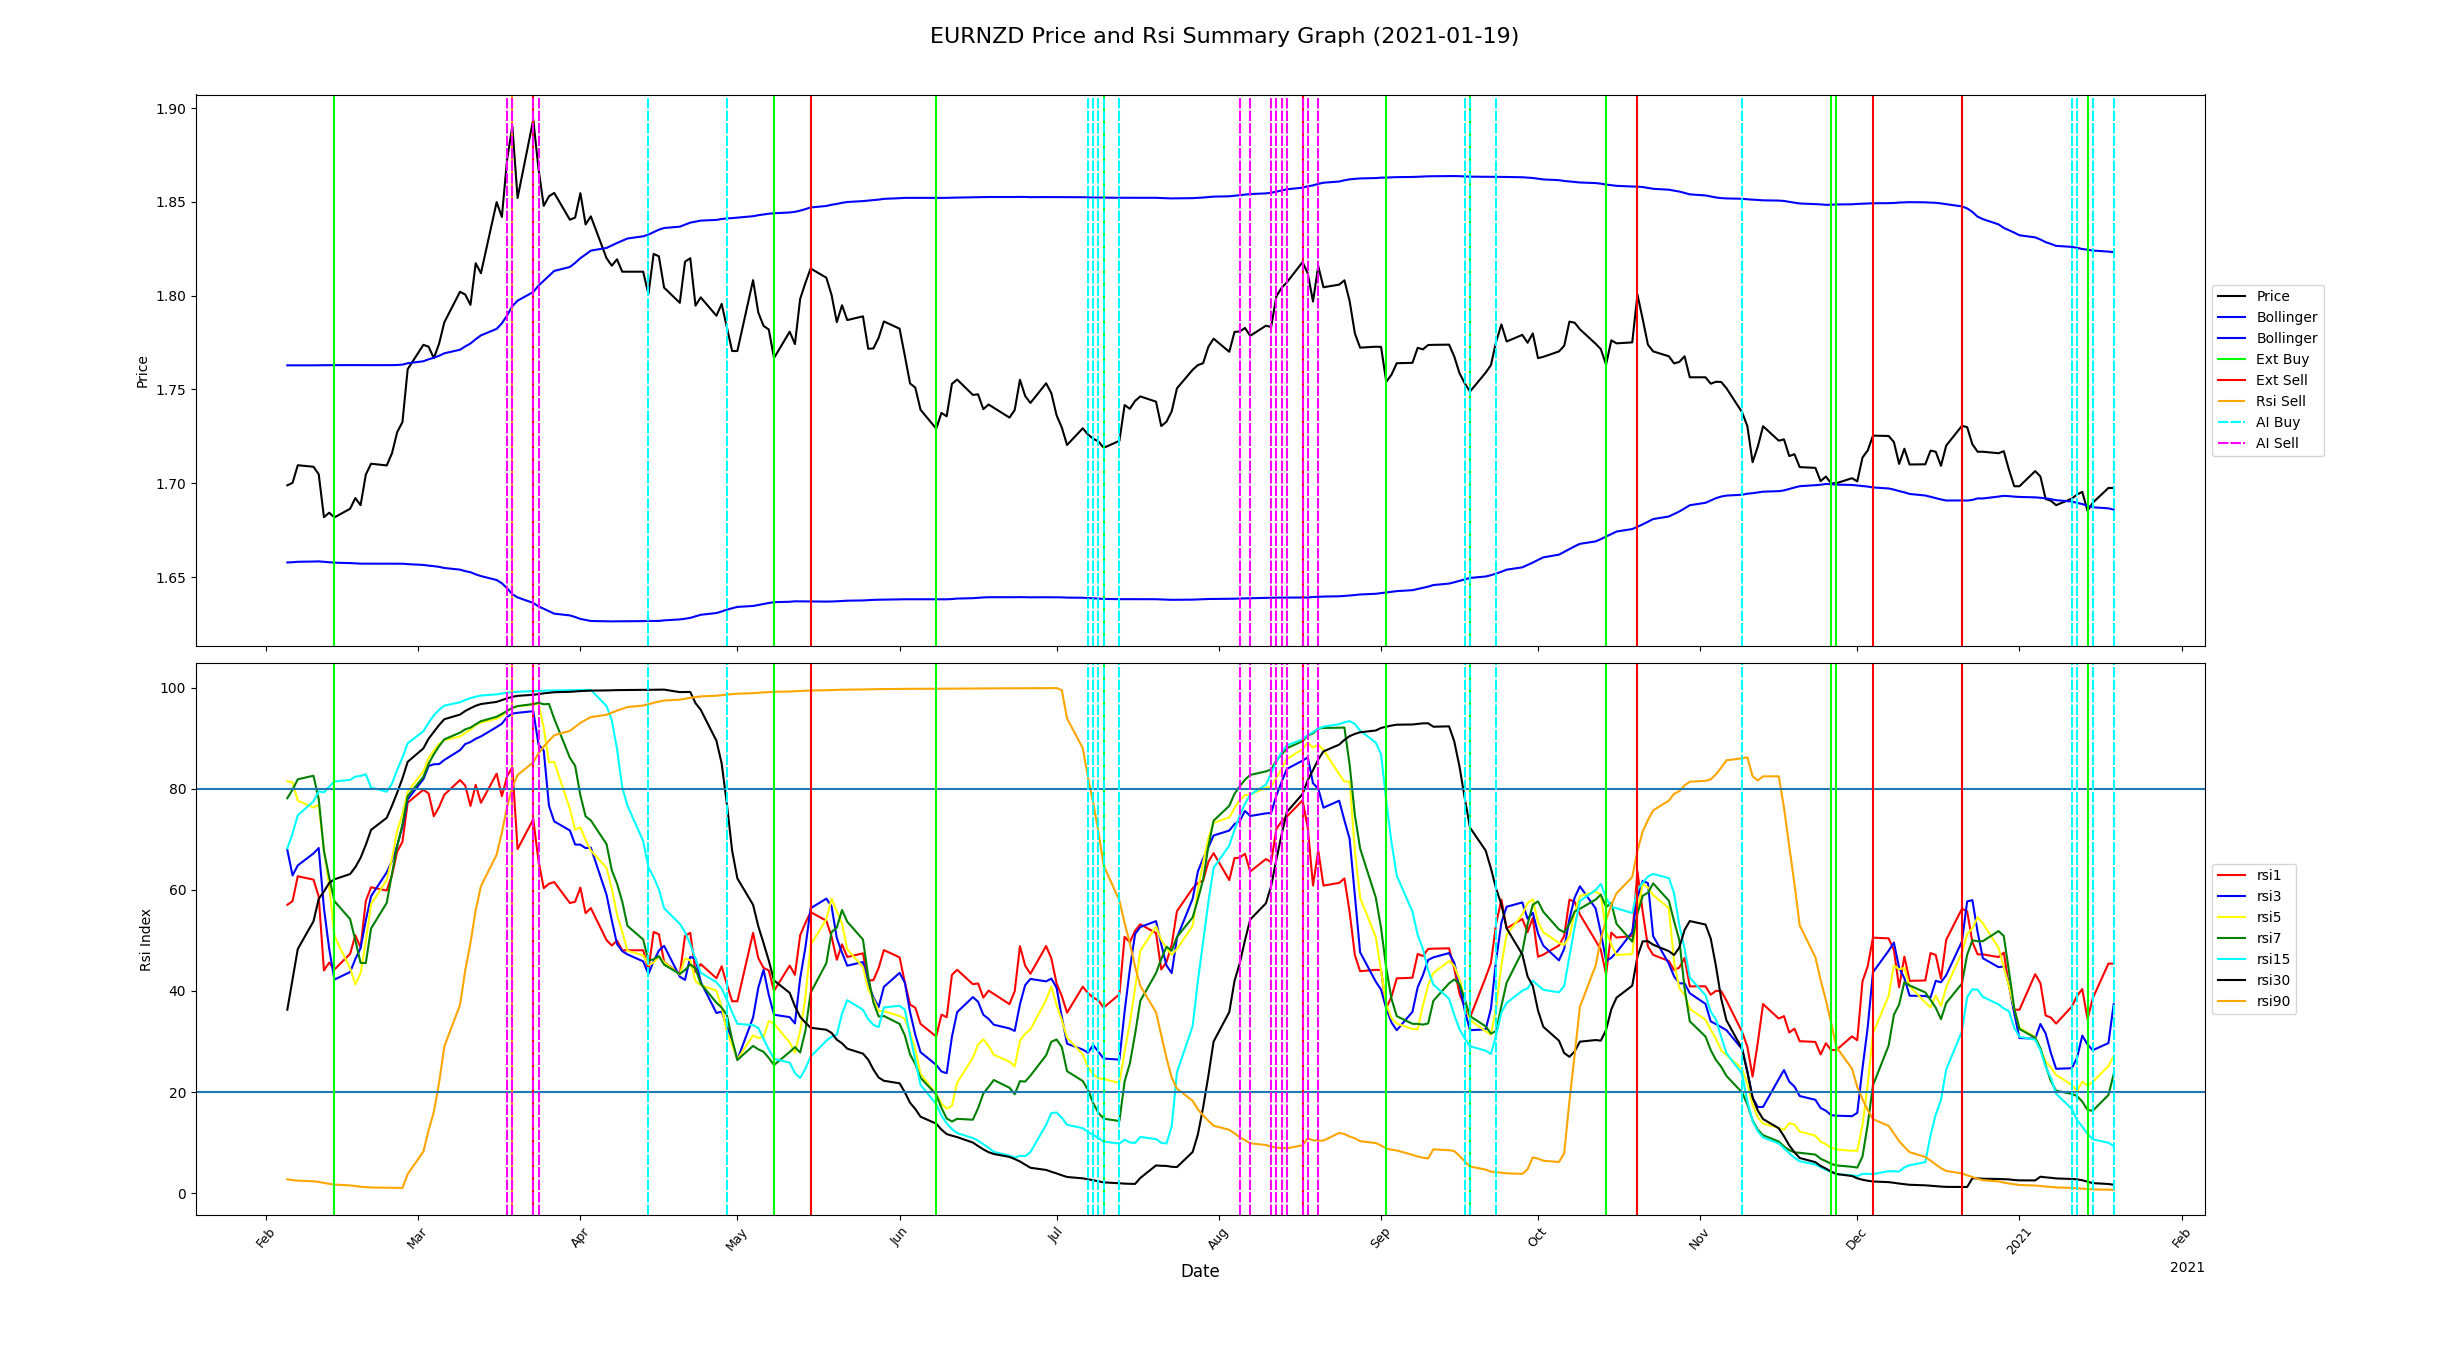 EURNZD Price and Rsi Summary Graph (2021-01-19)
1.90
1.85
1.80
1.75
1.70
1.65
Price
Price
Bollinger
Bollinger
Ext Buy
Ext Sell
Rsi Sell
AI Buy
AI Sell
100
80
60
40
20
0
Rsi Index
rsi1
rsi3
rsi5
rsi7
rsi15
rsi30
rsi90
Feb Mar Apr May Jun Jul Aug Sep Oct Nov Dec 2021 Feb
Date
2021